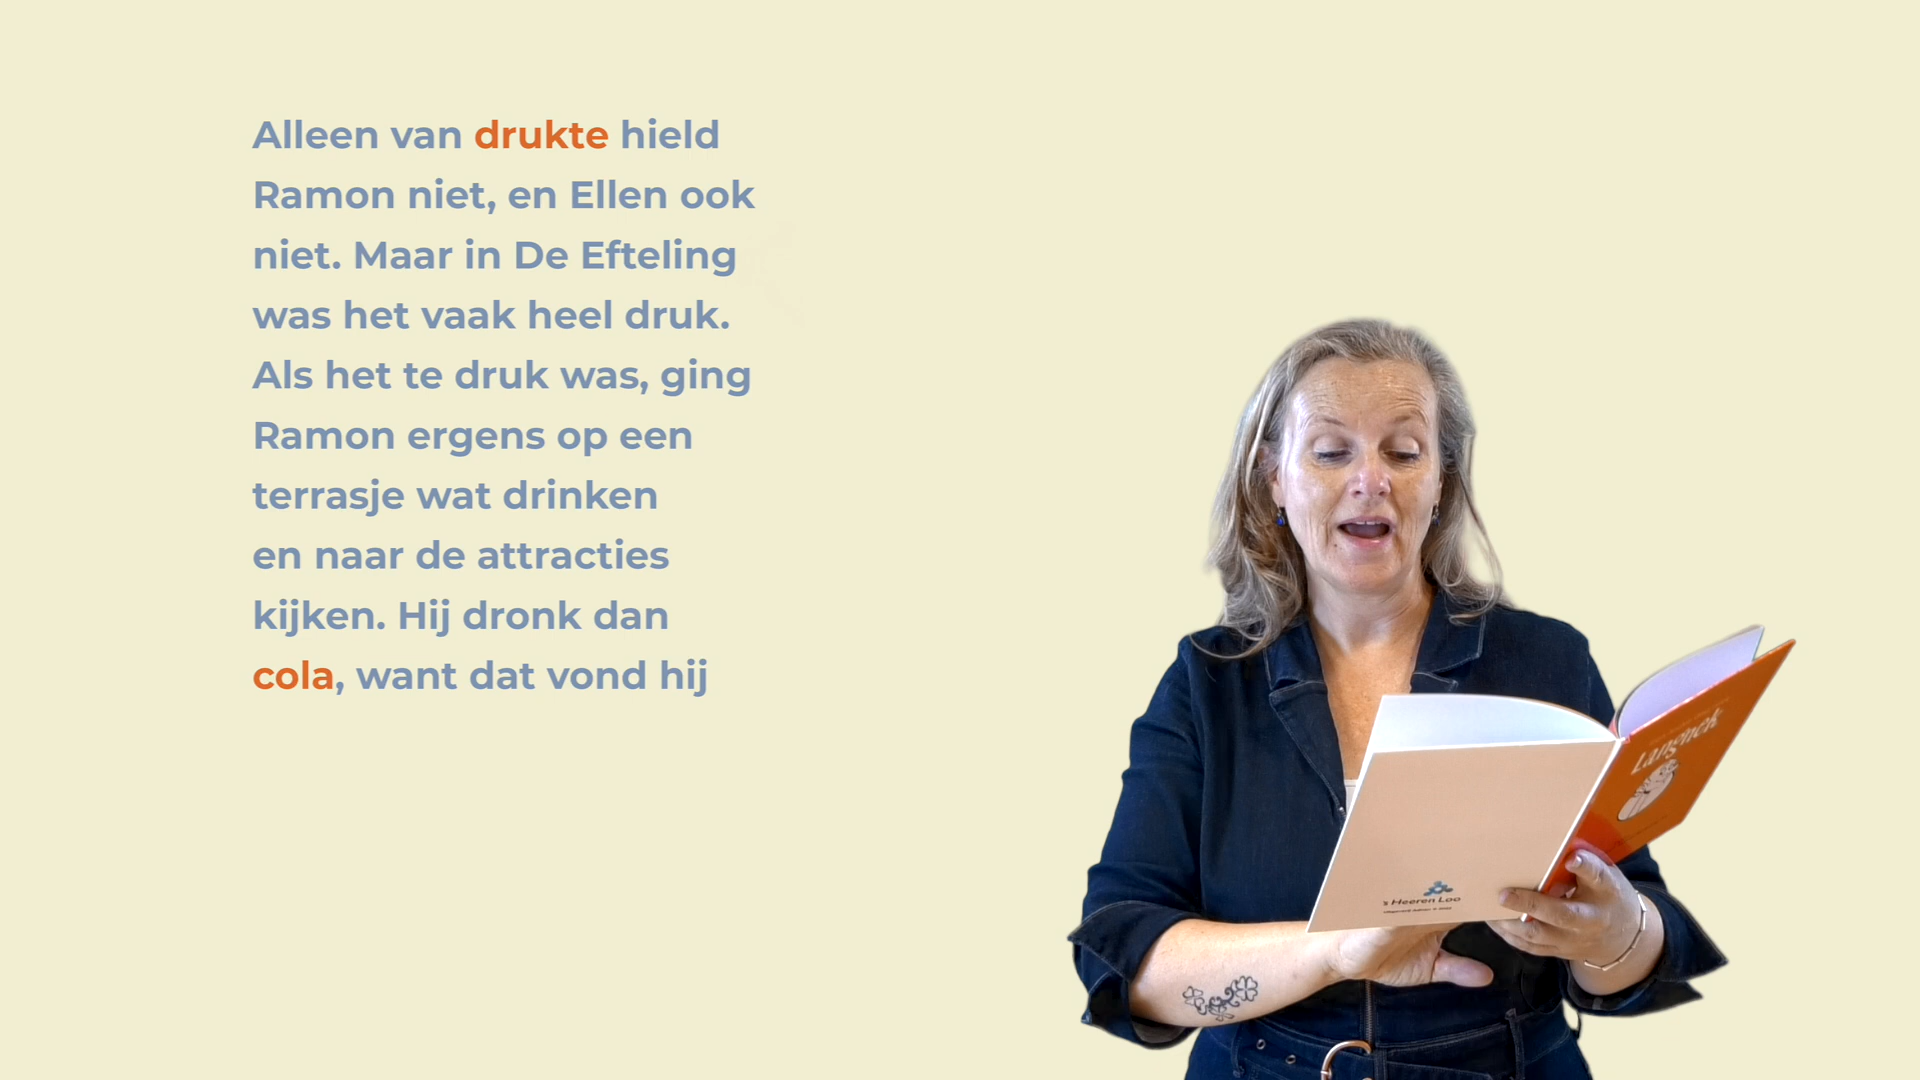 Alleen van drukte hield
Ramon niet, en Ellen ook
niet. Maar in De Efteling
was het vaak heel druk.
Als het te druk was, ging
Ramon ergens op een
terrasje wat drinken
en naar de attracties
kijken. Hij dronk dan
cola, want dat vond hij
Langnek
's Heeren Loo